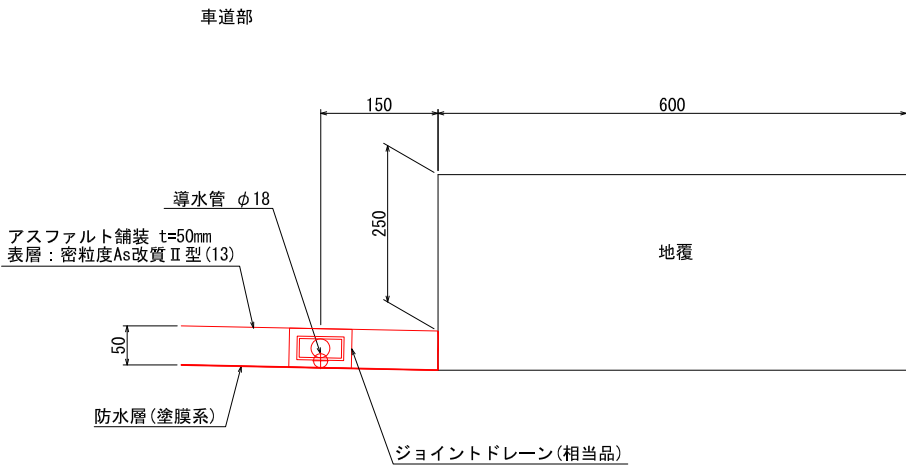 車道部
150
600
導水管 φ18
250
アスファルト舗装 t=50mm
表層：密粒度As改質Ⅱ型(13)
地覆
50
防水層(塗膜系)
ジョイントドレーン(相当品)